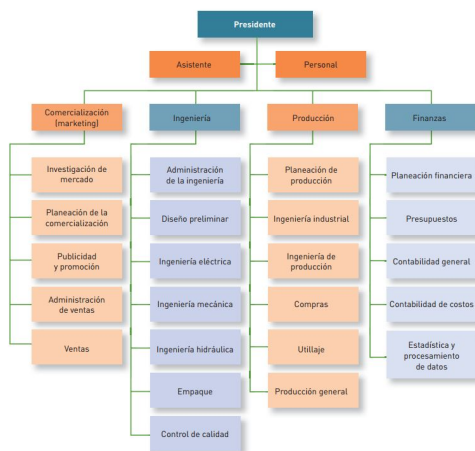 Presidente
Asistente
Personal
Comercialización
(marketing)
Ingeniería
Producción
Finanzas
Investigación de
mercado
Planeación de la
comercialización
Publicidad
y promoción
Administración
de ventas
Ventas
Administración
de la ingeniería
Diseño preliminar
Ingeniería eléctrica
Ingeniería mecánica
Ingeniería hidráulica
Empaque
Control de calidad
Planeación de
producción
Ingeniería industrial
Ingeniería de
producción
Compras
Utillaje
Producción general
Planeación financiera
Presupuestos
Contabilidad general
Contabilidad de costos
Estadística y
procesamiento
de datos